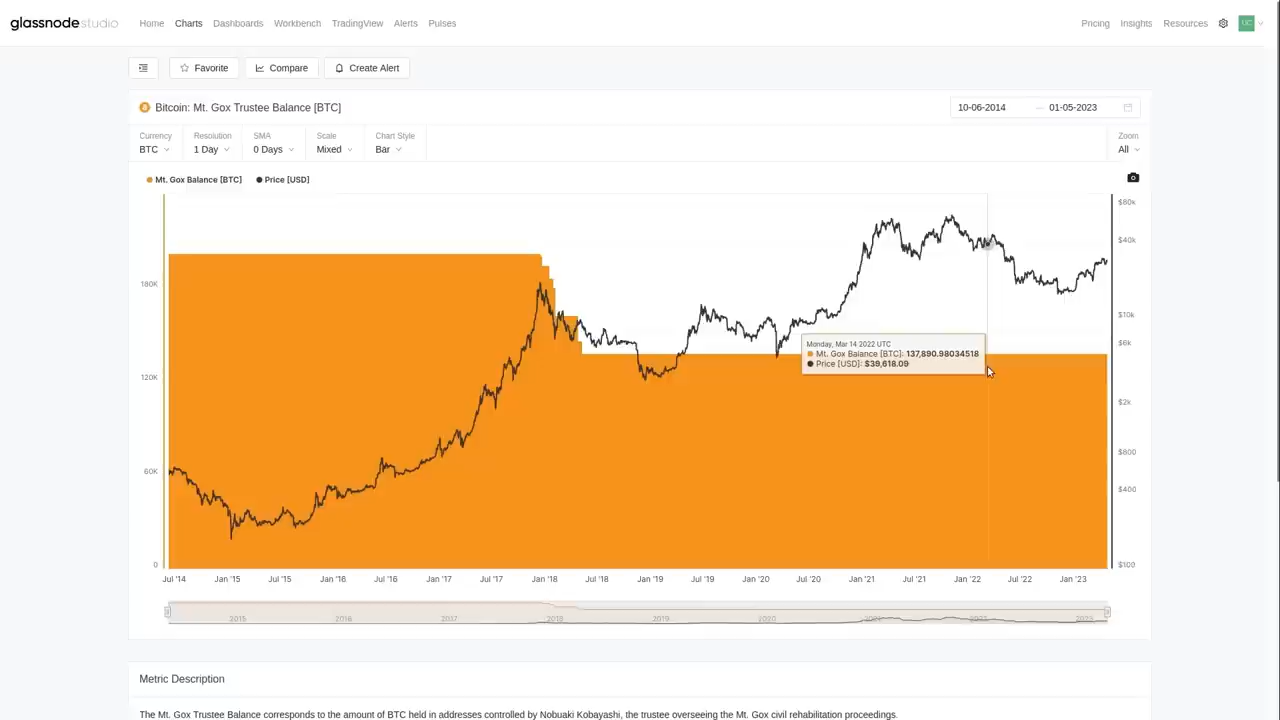 glassnodestudio Home Charts Dashboards Workbench TradingView Alerts Pulses Pricing Insights Resources UC
Favorite Compare Create Alert
Bitcoin: Mt. Gox Trustee Balance [BTC] 10-06-2014 — 01-05-2023
Currency Resolution SMA Scale Chart Style Zoom
BTC 1 Day 0 Days Mixed Bar All
Mt. Gox Balance [BTC] Price [USD]
$80k
$40k
180K
$10k
$6k
Monday, Mar 14 2022 UTC
Mt. Gox Balance [BTC]: 137,890.98034518
Price [USD]: $39,618.09
120K
$2k
$800
60K
$400
0 $100
Jul '14 Jan '15 Jul '15 Jan '16 Jul '16 Jan '17 Jul '17 Jan '18 Jul '18 Jan '19 Jul '19 Jan '20 Jul '20 Jan '21 Jul '21 Jan '22 Jul '22 Jan '23
2015 2016 2017 2018 2019 2020 2021 2022 2023
Metric Description
The Mt. Gox Trustee Balance corresponds to the amount of BTC held in addresses controlled by Nobuaki Kobayashi, the trustee overseeing the Mt. Gox civil rehabilitation proceedings.